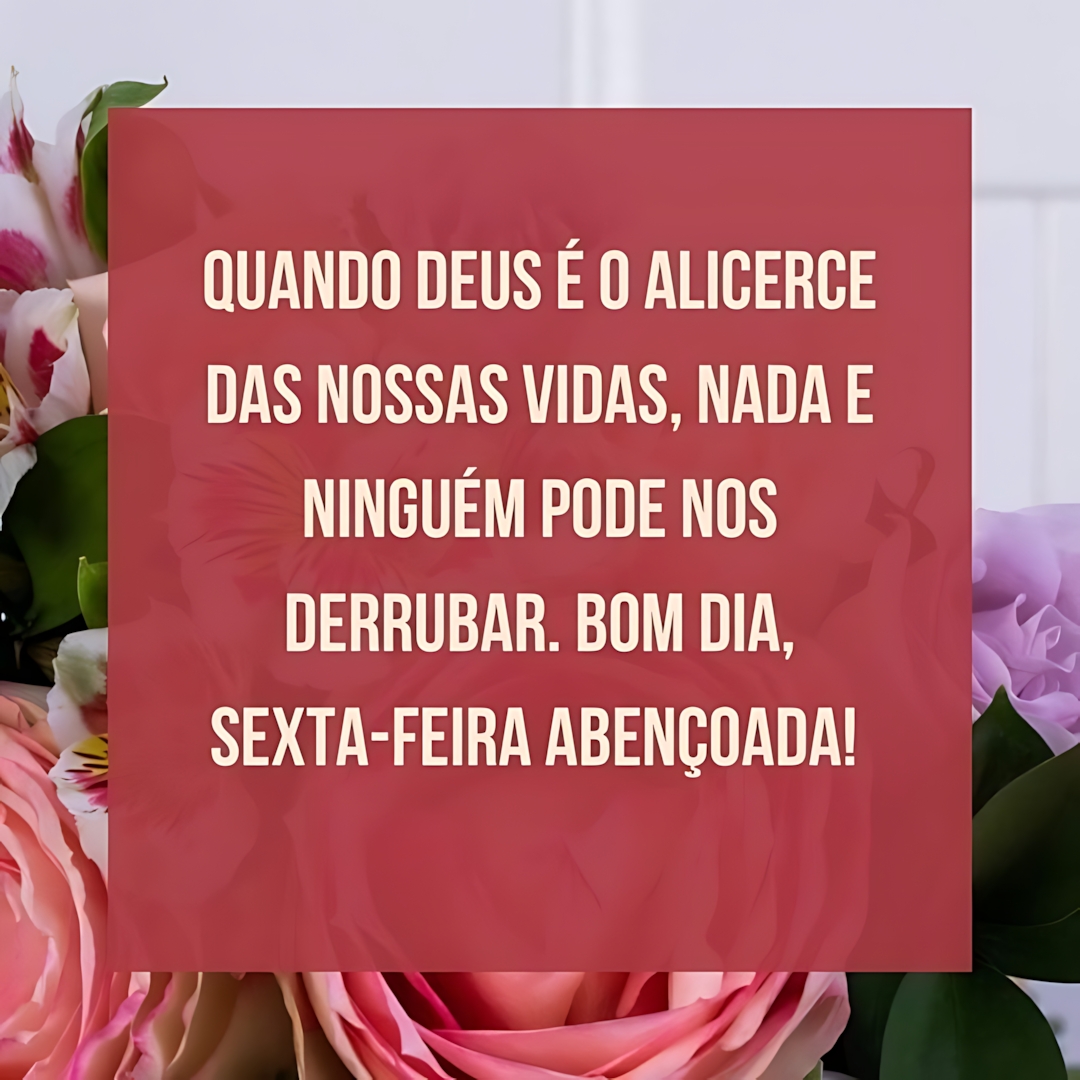 QUANDO DEUS É O ALICERCE
DAS NOSSAS VIDAS, NADA E
NINGUÉM PODE NOS
DERRUBAR. BOM DIA,
SEXTA-FEIRA ABENÇOADA!